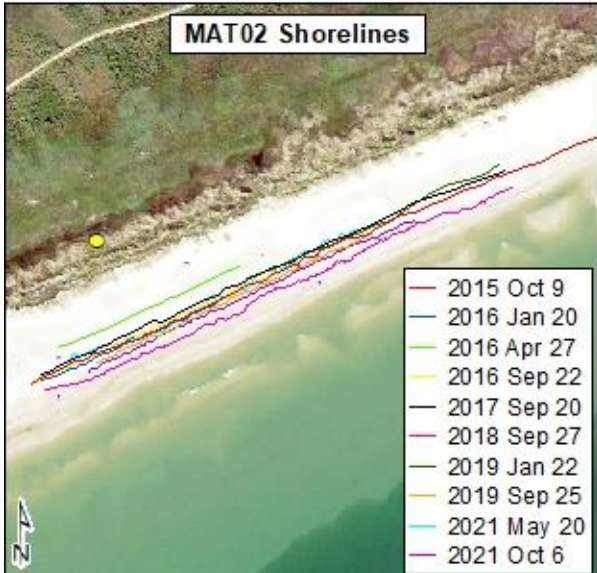 MAT02 Shorelines
2015 Oct 9
2016 Jan 20
2016 Apr 27
2016 Sep 22
2017 Sep 20
2018 Sep 27
2019 Jan 22
2019 Sep 25
2021 May 20
2021 Oct 6
N